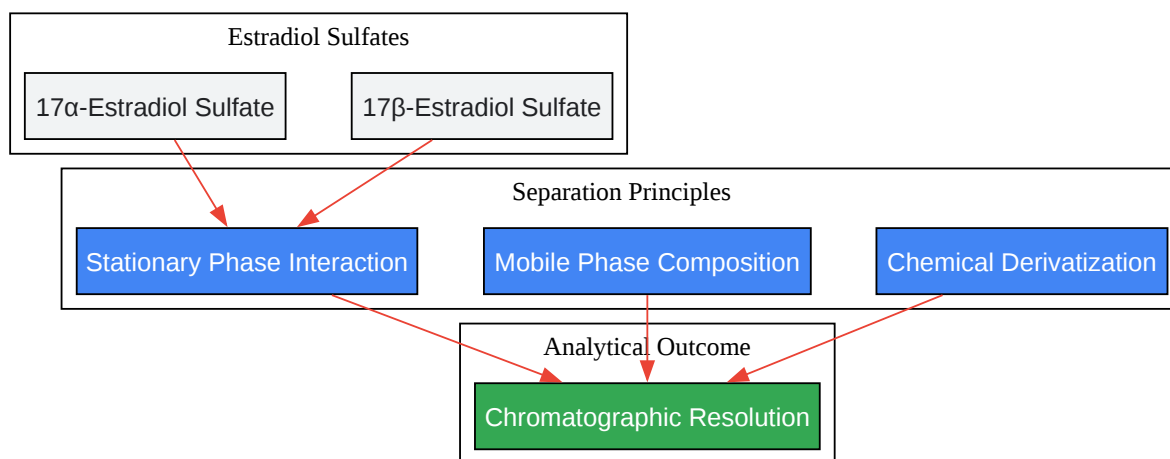 Estradiol Sulfates
17α-Estradiol Sulfate
17β-Estradiol Sulfate
Separation Principles
Stationary Phase Interaction
Mobile Phase Composition
Chemical Derivatization
Analytical Outcome
Chromatographic Resolution